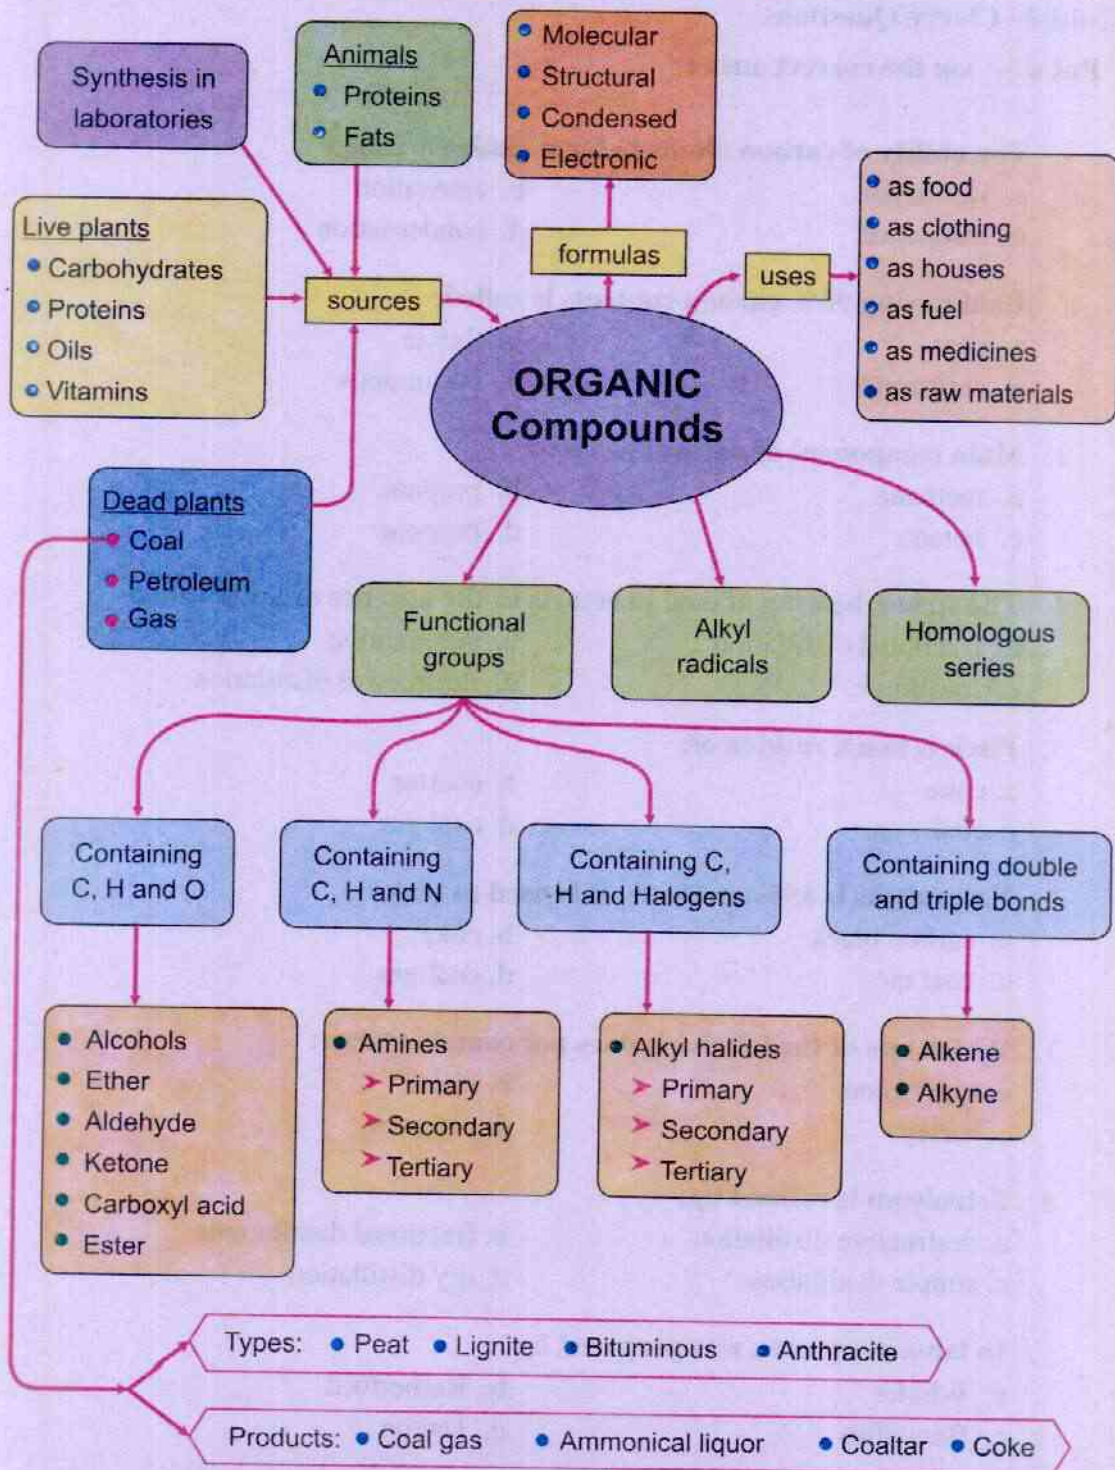 Synthesis in
laboratories
Animals
Proteins
Fats
Molecular
Structural
Condensed
Electronic
Live plants
Carbohydrates
Proteins
Oils
Vitamins
sources
formulas
uses
as food
as clothing
as houses
as fuel
as medicines
as raw materials
ORGANIC
Compounds
Dead plants
Coal
Petroleum
Gas
Functional
groups
Alkyl
radicals
Homologous
series
Containing
C, H and O
Containing
C, H and N
Containing C,
H and Halogens
Containing double
and triple bonds
Alcohols
Ether
Aldehyde
Ketone
Carboxyl acid
Ester
Amines
Primary
Secondary
Tertiary
Alkyl halides
Primary
Secondary
Tertiary
Alkene
Alkyne
Types: • Peat • Lignite • Bituminous • Anthracite
Products: • Coal gas • Ammonical liquor • Coaltar • Coke